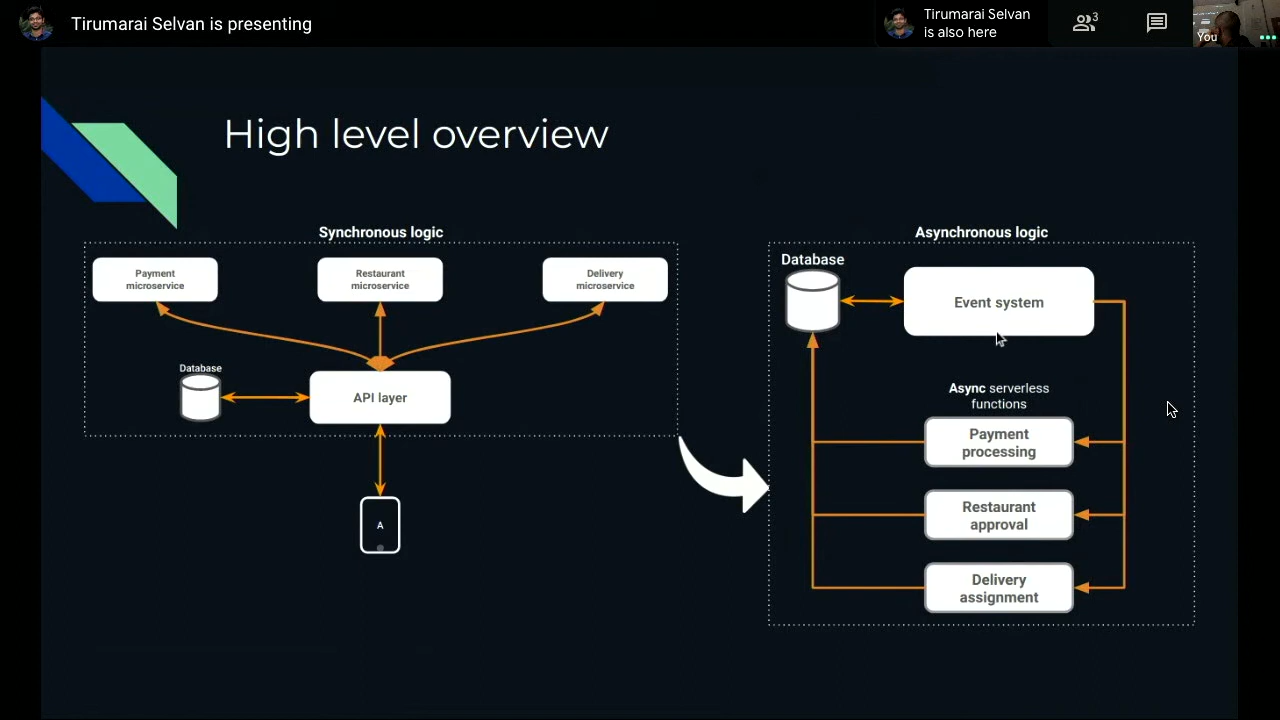 Tirumarai Selvan is presenting
Tirumarai Selvan
is also here
3
You
High level overview
Synchronous logic
Payment
microservice
Restaurant
microservice
Delivery
microservice
Database
API layer
A
Asynchronous logic
Database
Event system
Async serverless
functions
Payment
processing
Restaurant
approval
Delivery
assignment